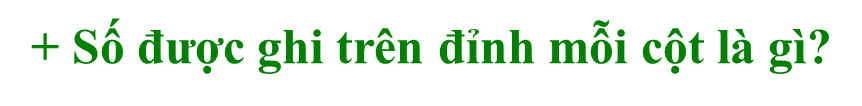 + Số được ghi trên đỉnh mỗi cột là gì?